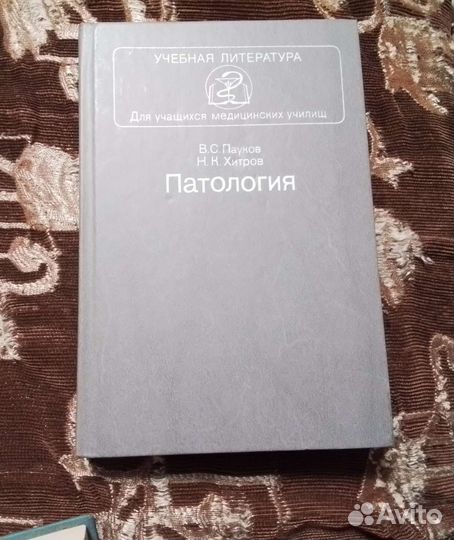 УЧЕБНАЯ ЛИТЕРАТУРА
Для учащихся медицинских училищ
В.С.Пауков
Н.К.Хитров
Патология
Avito